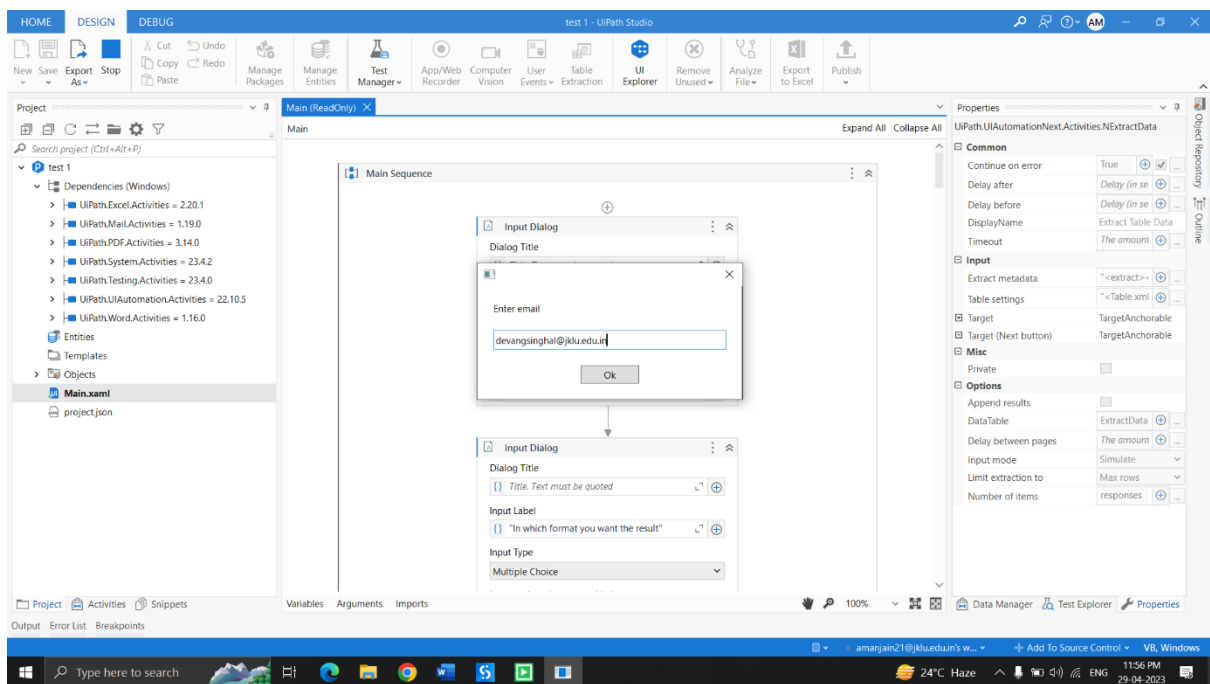 HOME DESIGN DEBUG test 1 - UiPath Studio AM
New Save Export As Stop Cut Copy Paste Undo Redo Manage Packages Manage Entities Test Manager App/Web Recorder Computer Vision User Events Table Extraction UI Explorer Remove Unused Analyze File Export to Excel Publish
Project
Search project (Ctrl+Alt+P)
test 1
Dependencies (Windows)
UiPath.Excel.Activities = 2.20.1
UiPath.Mail.Activities = 1.19.0
UiPath.PDF.Activities = 3.14.0
UiPath.System.Activities = 23.4.2
UiPath.Testing.Activities = 23.4.0
UiPath.UIAutomation.Activities = 22.10.5
UiPath.Word.Activities = 1.16.0
Entities
Templates
Objects
Main.xaml
project.json
Project Activities Snippets
Main (ReadOnly)
Main Expand All Collapse All
Main Sequence
Input Dialog
Dialog Title
Enter email
devangsinghal@jklu.edu.in
Ok
Input Dialog
Dialog Title
Title. Text must be quoted
Input Label
"In which format you want the result"
Input Type
Multiple Choice
Variables Arguments Imports 100%
Properties
UiPath.UIAutomationNext.Activities.NExtractData
Common
Continue on error True
Delay after Delay (in se
Delay before Delay (in se
DisplayName Extract Table Data
Timeout The amount
Input
Extract metadata "<extract>
Table settings "<Table xml
Target TargetAnchorable
Target (Next button) TargetAnchorable
Misc
Private
Options
Append results
DataTable ExtractData
Delay between pages The amount
Input mode Simulate
Limit extraction to Max rows
Number of items responses
Data Manager Test Explorer Properties
Object Repository
Outline
Output Error List Breakpoints
amanjain21@jklu.edu.in's w... Add To Source Control VB, Windows
Type here to search 24°C Haze ENG 11:56 PM
29-04-2023